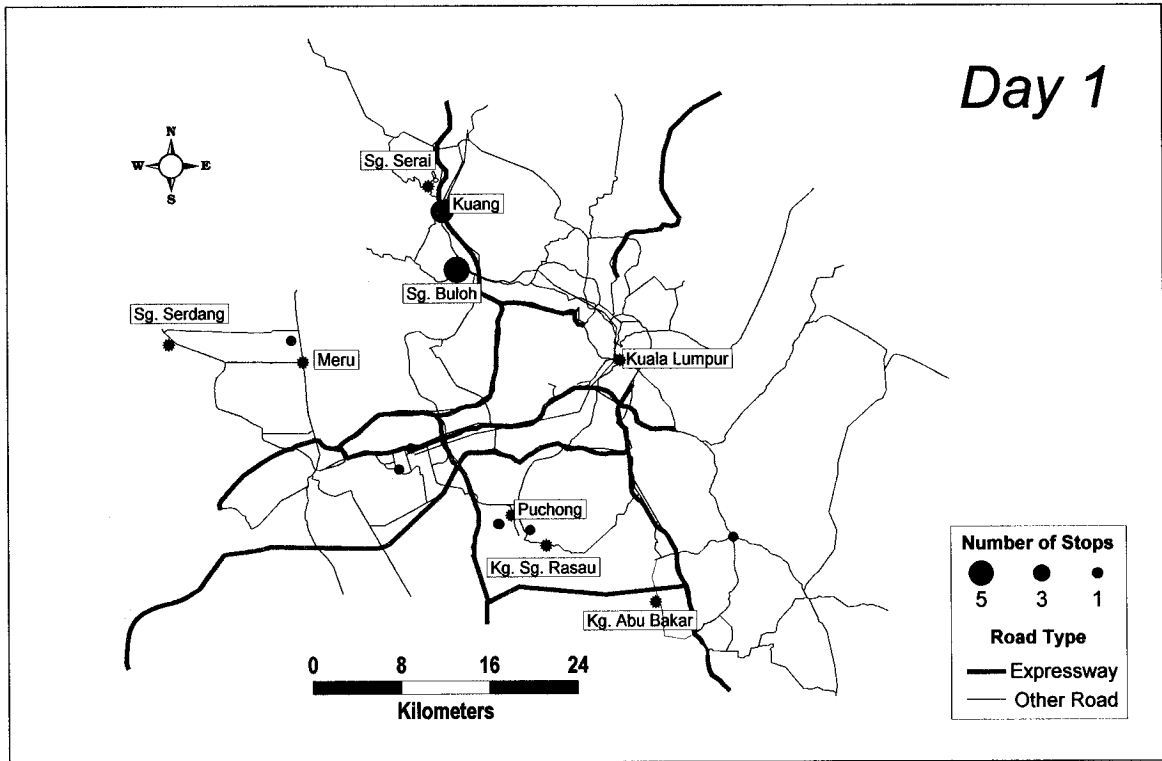 Day 1
N
W E
S
Sg. Serai
Kuang
Sg. Buloh
Sg. Serdang
Meru
Kuala Lumpur
Puchong
Kg. Sg. Rasau
Kg. Abu Bakar
0 8 16 24
Kilometers
Number of Stops
5 3 1
Road Type
Expressway
Other Road